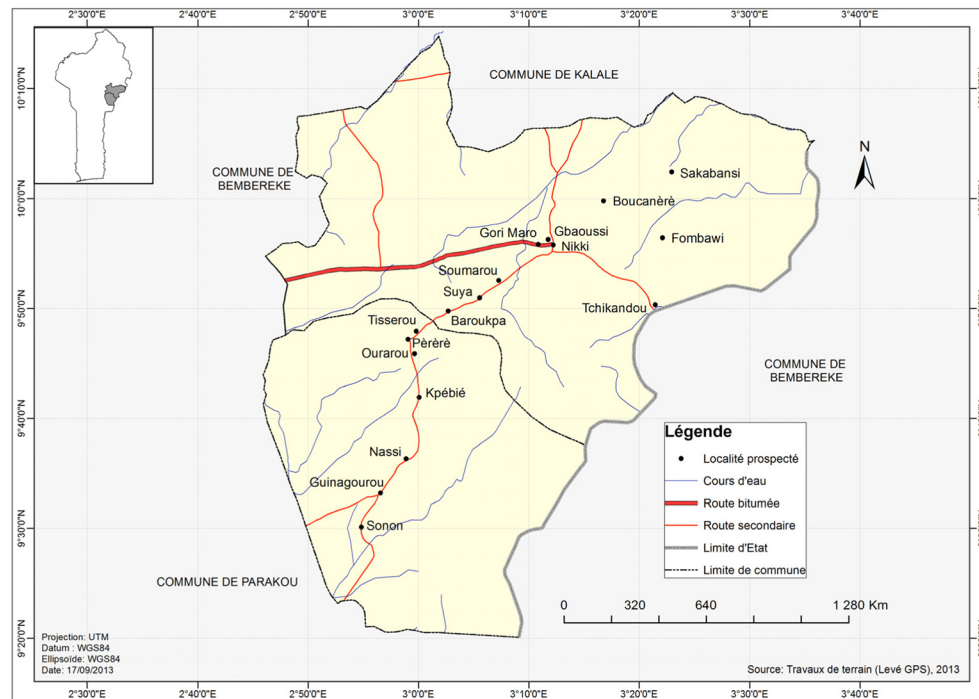 2°30'0"E
2°40'0"E
2°50'0"E
3°0'0"E
3°10'0"E
3°20'0"E
3°30'0"E
3°40'0"E
COMMUNE DE KALALE
10°10'0"N
COMMUNE DE
BEMBEREKE
N
Sakabansi
10°0'0"N
Boucanèrè
Gori Maro
Gbaoussi
Fombawi
Nikki
Soumarou
Suya
Tchikandou
9°50'0"N
Baroukpa
Tisserou
Pèrèrè
Ourarou
COMMUNE DE
BEMBEREKE
Kpébié
9°40'0"N
Légende
Localité prospecté
Cours d'eau
Route bitumée
Route secondaire
Limite d'Etat
Limite de commune
Nassi
Guinagourou
9°30'0"N
Sonon
COMMUNE DE PARAKOU
0 320 640 1 280 Km
9°20'0"N
Projection: UTM
Datum : WGS84
Ellipsoïde: WGS84
Date: 17/09/2013
Source: Travaux de terrain (Levé GPS), 2013
2°30'0"E
2°40'0"E
2°50'0"E
3°0'0"E
3°10'0"E
3°20'0"E
3°30'0"E
3°40'0"E